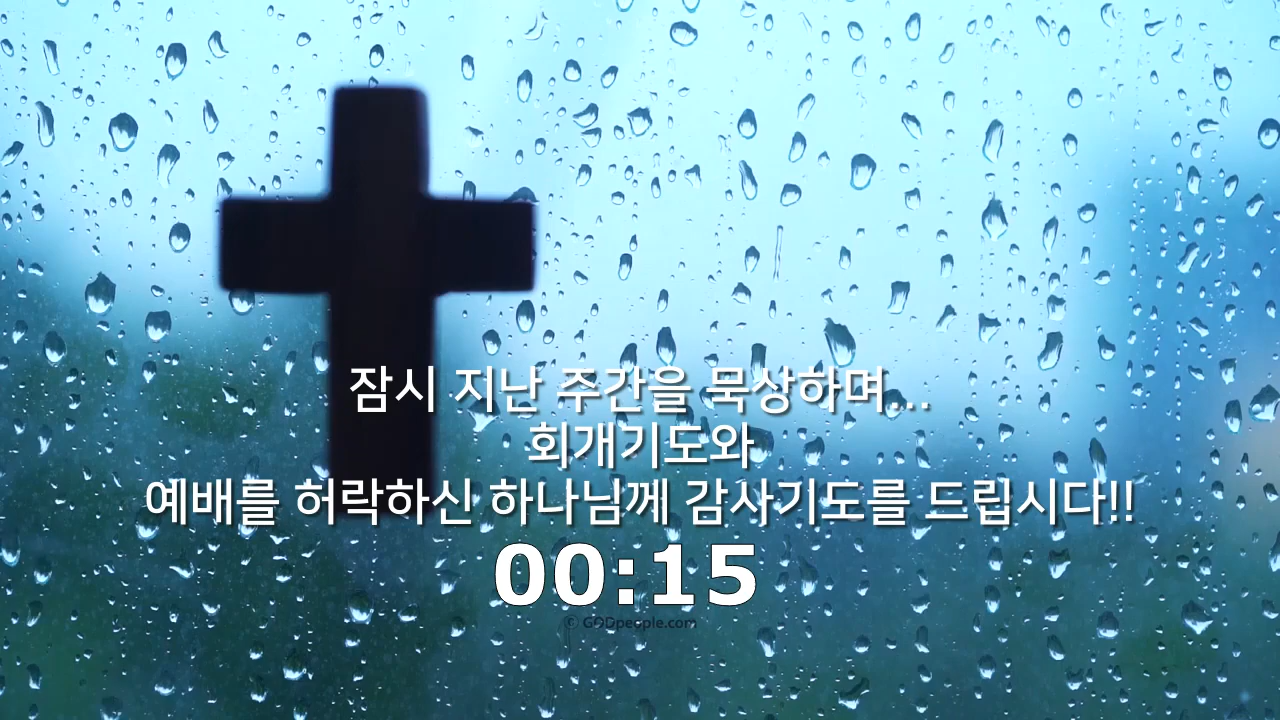 잠시 지난 주간을 묵상하며...
회개기도와
예배를 허락하신 하나님께 감사기도를 드립시다!!
00:15
© GODpeople.com